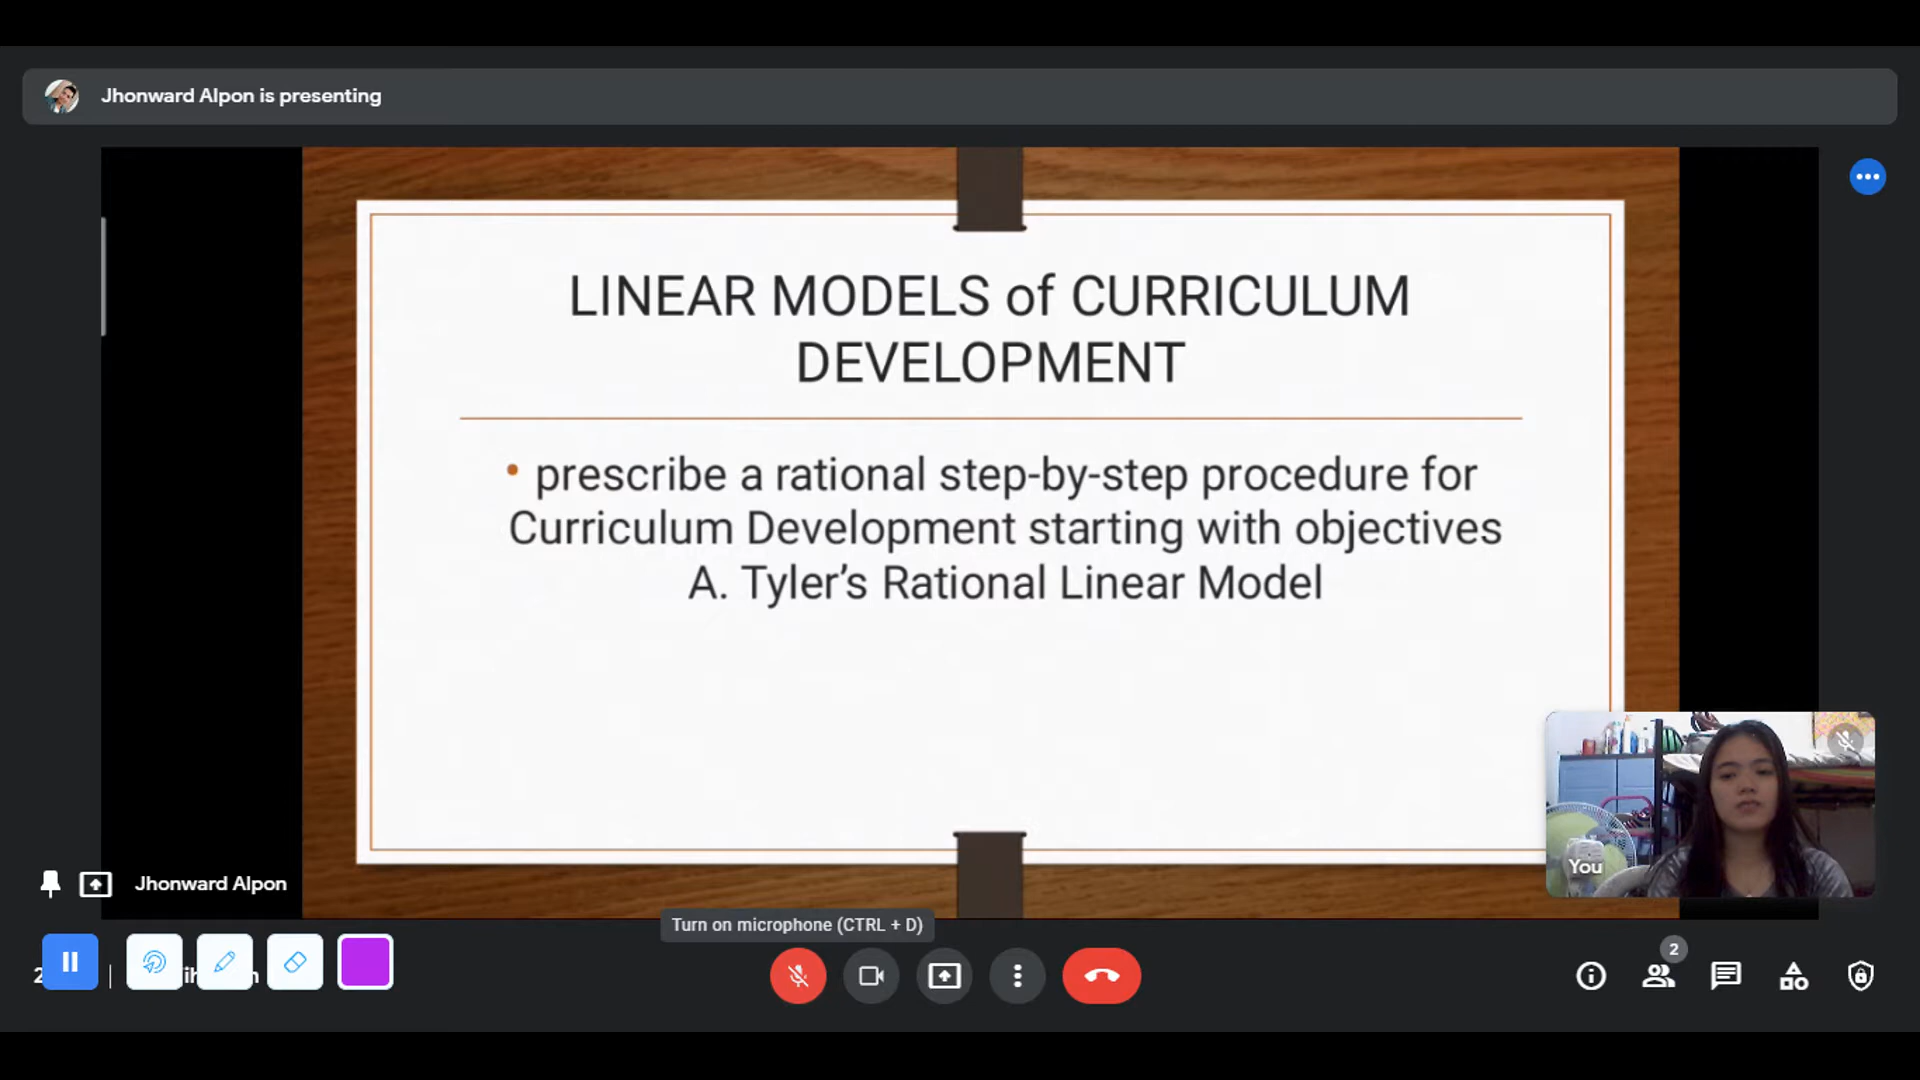 Jhonward Alpon is presenting
LINEAR MODELS of CURRICULUM
DEVELOPMENT
• prescribe a rational step-by-step procedure for
Curriculum Development starting with objectives
A. Tyler’s Rational Linear Model
You
Jhonward Alpon
Turn on microphone (CTRL + D)
2